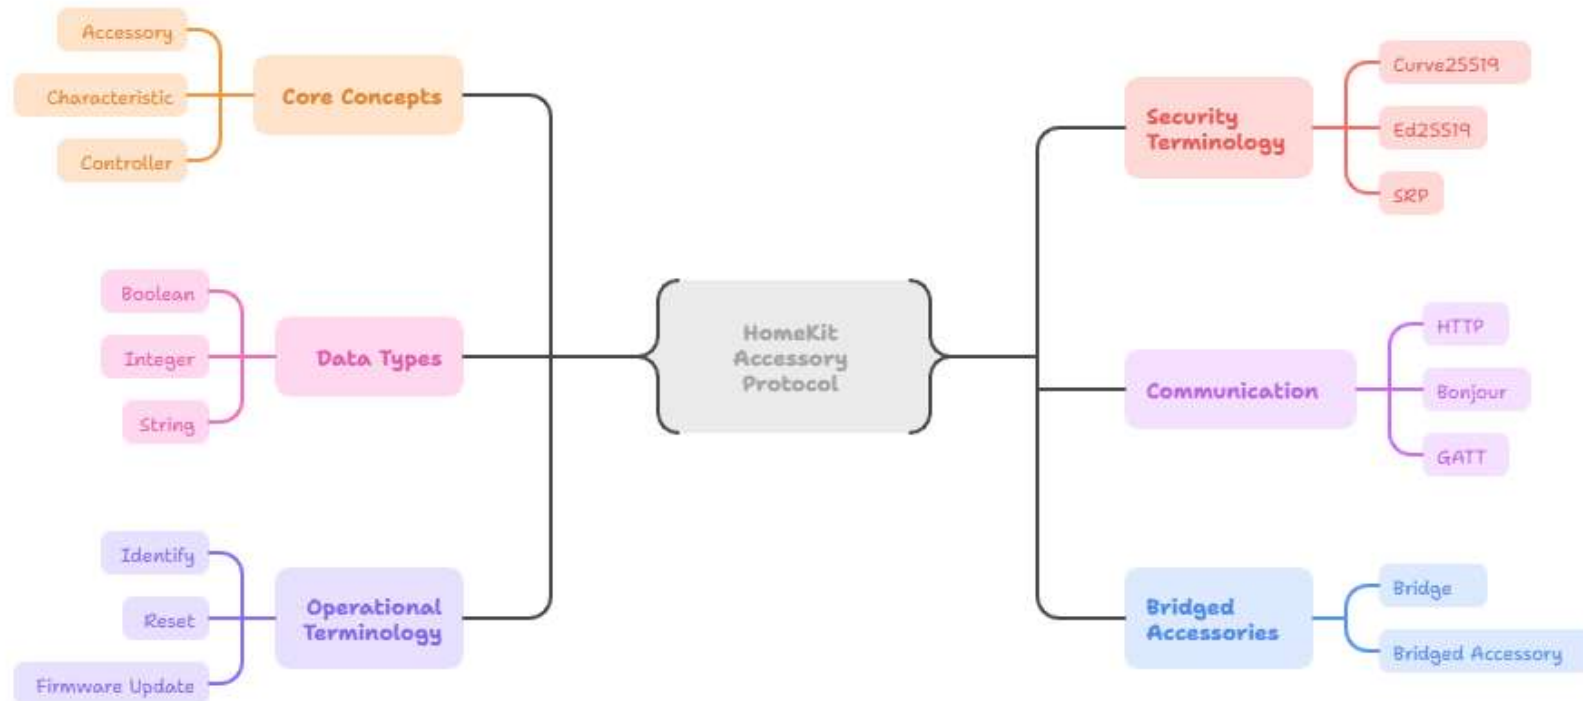 Accessory
Characteristic
Controller
Core Concepts
Boolean
Integer
String
Data Types
Identify
Reset
Firmware Update
Operational
Terminology
HomeKit
Accessory
Protocol
Security
Terminology
Curve25519
Ed25519
SRP
Communication
HTTP
Bonjour
GATT
Bridged
Accessories
Bridge
Bridged Accessory